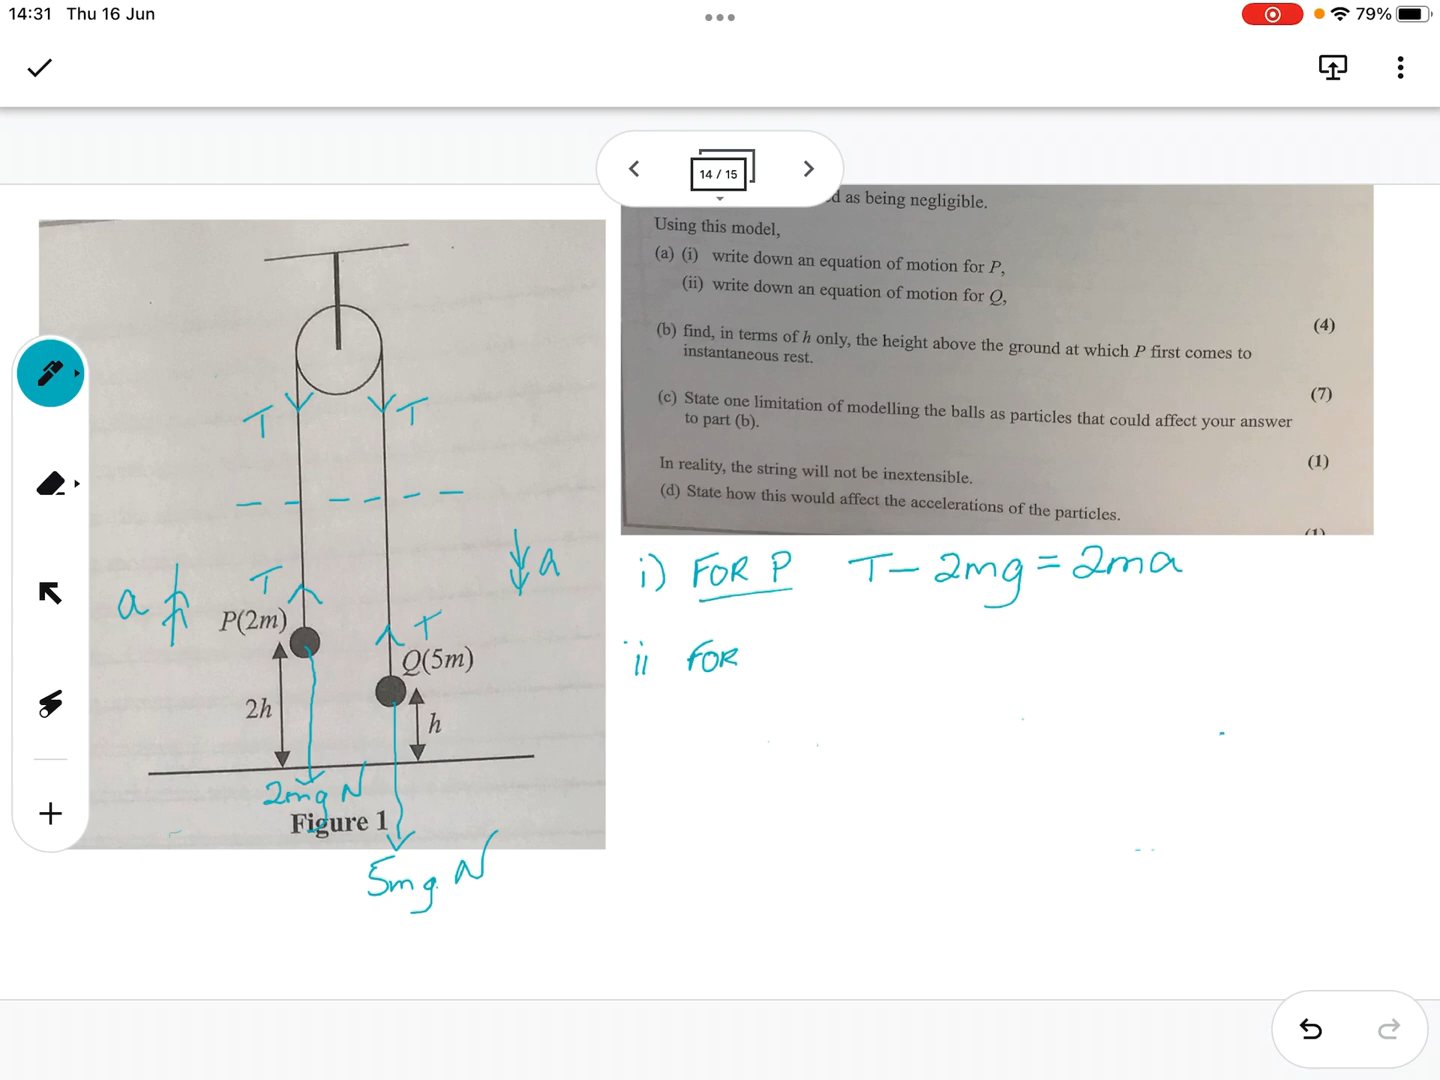 14:31 Thu 16 Jun
79%
14 / 15
d as being negligible.
Using this model,
(a) (i) write down an equation of motion for P,
(ii) write down an equation of motion for Q,
(4)
(b) find, in terms of h only, the height above the ground at which P first comes to
instantaneous rest.
(7)
(c) State one limitation of modelling the balls as particles that could affect your answer
to part (b).
(1)
In reality, the string will not be inextensible.
(d) State how this would affect the accelerations of the particles.
(1)
T T
a T
P(2m)
T
a
Q(5m)
2h
h
2mg N
Figure 1
5mg N
i) FOR P T - 2mg = 2ma
ii FOR